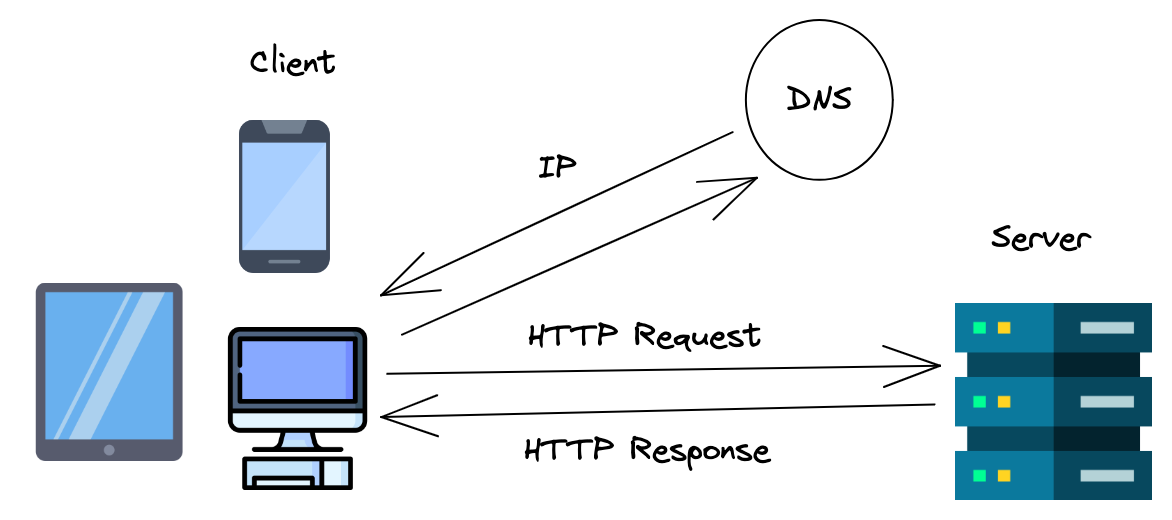 Client
DNS
IP
Server
HTTP Request
HTTP Response